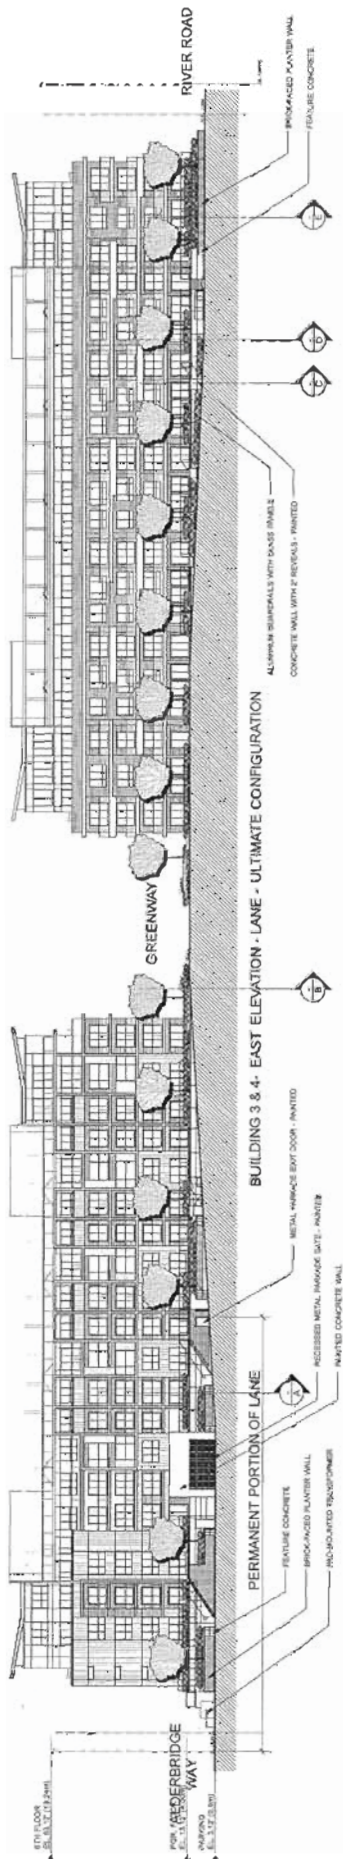 RIVER ROAD
BRICK-FACED PLANTER WALL
FEATURE CONCRETE
E
D
C
ALUMINUM GUARDRAILS WITH GLASS PANELS
CONCRETE WALL WITH 2" REVEALS - PAINTED
GREENWAY
BUILDING 3 & 4- EAST ELEVATION - LANE - ULTIMATE CONFIGURATION
B
METAL PARKADE EXIT DOOR - PAINTED
RECESSED METAL PARKADE GATE - PAINTED
PAINTED CONCRETE WALL
A
PERMANENT PORTION OF LANE
FEATURE CONCRETE
BRICK-FACED PLANTER WALL
PAD-MOUNTED TRANSFORMER
ALDERBRIDGE
WAY
6TH FLOOR
PARKING